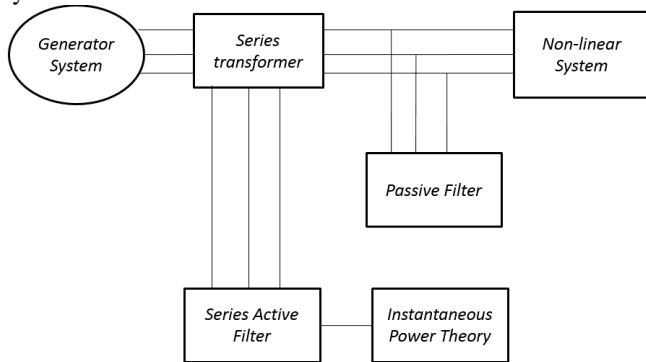 y
Generator
System
Series
transformer
Non-linear
System
Passive Filter
Series Active
Filter
Instantaneous
Power Theory